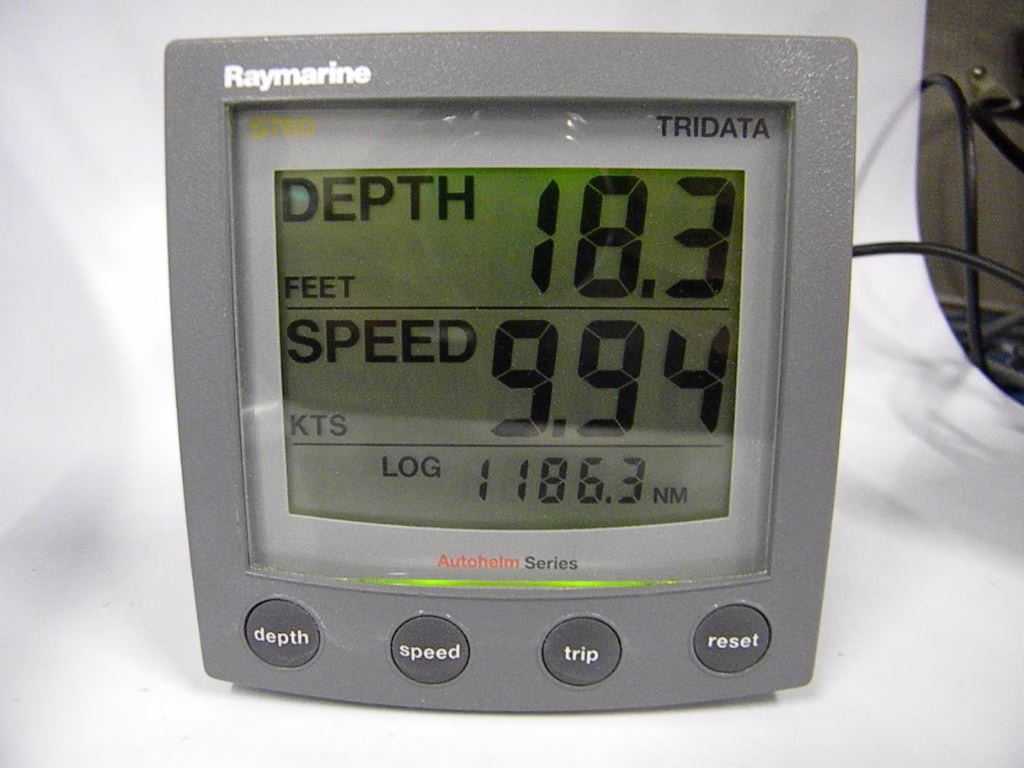 Raymarine
ST60 TRIDATA
DEPTH 18.3
FEET
SPEED 9.94
KTS
LOG 1186.3 NM
Autohelm Series
depth speed trip reset